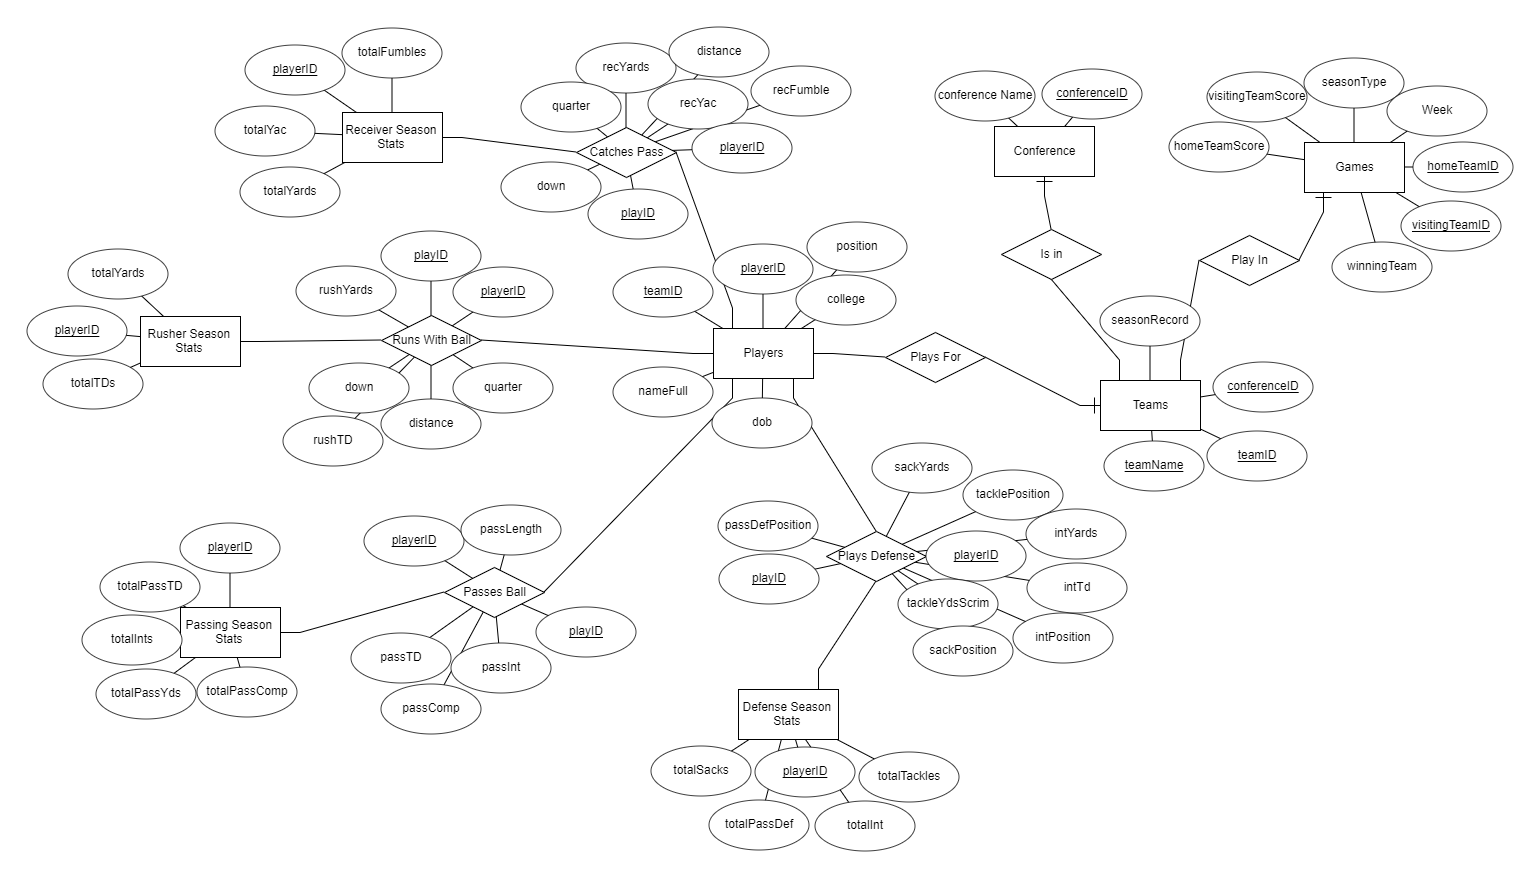 totalFumbles
playerID
totalYac
Receiver Season
Stats
totalYards
distance
recYards
recFumble
quarter
recYac
Catches Pass
playerID
down
playID
conference Name
conferenceID
Conference
Is in
seasonType
visitingTeamScore
Week
homeTeamScore
Games
homeTeamID
visitingTeamID
winningTeam
Play In
totalYards
playerID
Rusher Season
Stats
totalTDs
playID
rushYards
playerID
Runs With Ball
down
quarter
distance
rushTD
position
playerID
teamID
college
Players
nameFull
dob
Plays For
seasonRecord
Teams
conferenceID
teamName
teamID
playerID
totalPassTD
totalInts
Passing Season
Stats
totalPassYds
totalPassComp
passLength
playerID
Passes Ball
playID
passTD
passInt
passComp
sackYards
tacklePosition
passDefPosition
intYards
Plays Defense
playerID
playID
intTd
tackleYdsScrim
intPosition
sackPosition
Defense Season
Stats
totalSacks
playerID
totalTackles
totalPassDef
totalInt